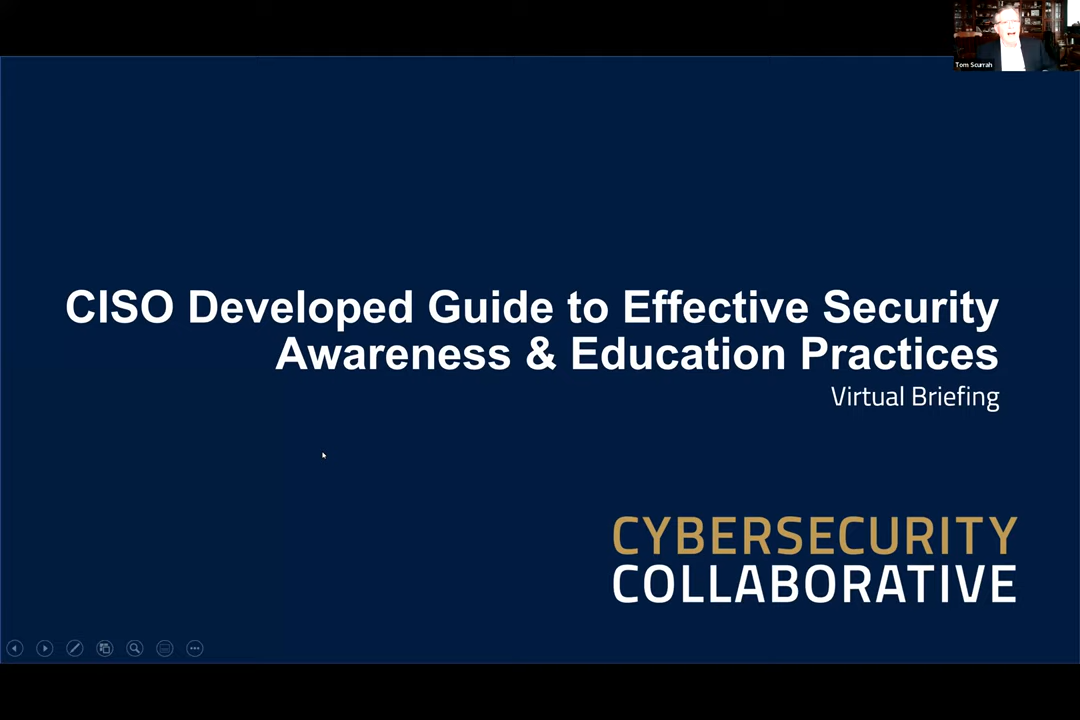 Tom Scurrah
CISO Developed Guide to Effective Security
Awareness & Education Practices
Virtual Briefing
CYBERSECURITY
COLLABORATIVE